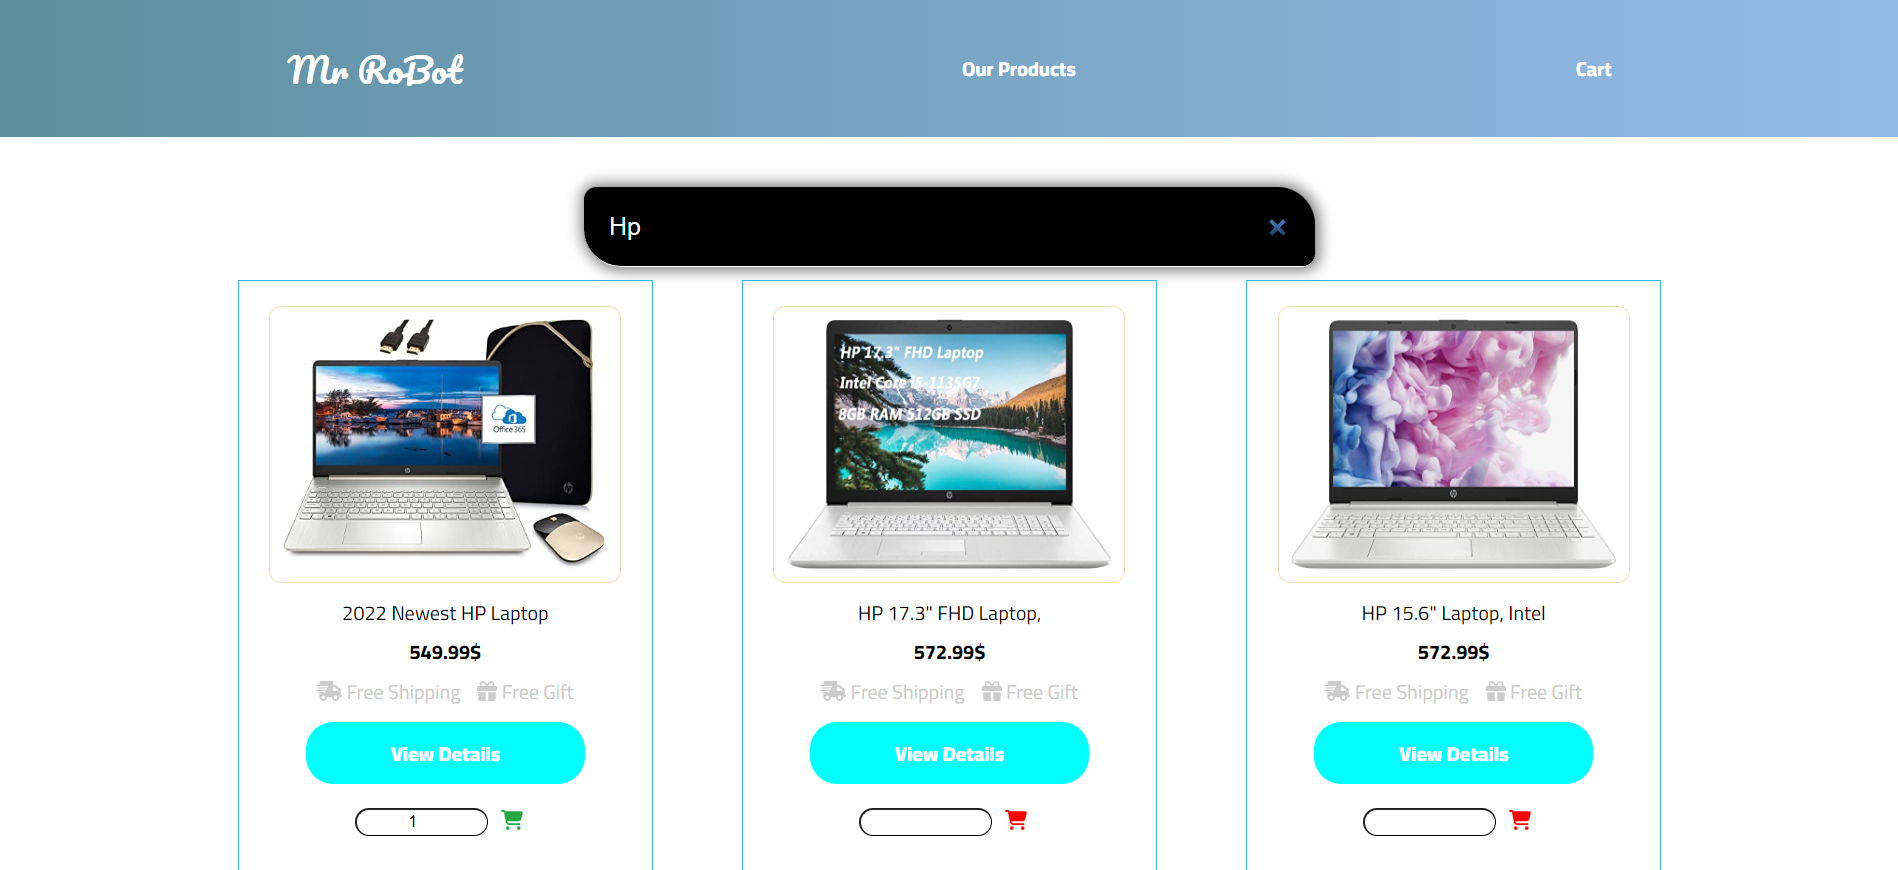 Mr RoBot
Our Products
Cart
Hp
Office 365
2022 Newest HP Laptop
549.99$
Free Shipping Free Gift
View Details
1
HP 17.3" FHD Laptop
Intel Core i5-1135G7
8GB RAM 512GB SSD
HP 17.3" FHD Laptop,
572.99$
Free Shipping Free Gift
View Details
HP 15.6" Laptop, Intel
572.99$
Free Shipping Free Gift
View Details